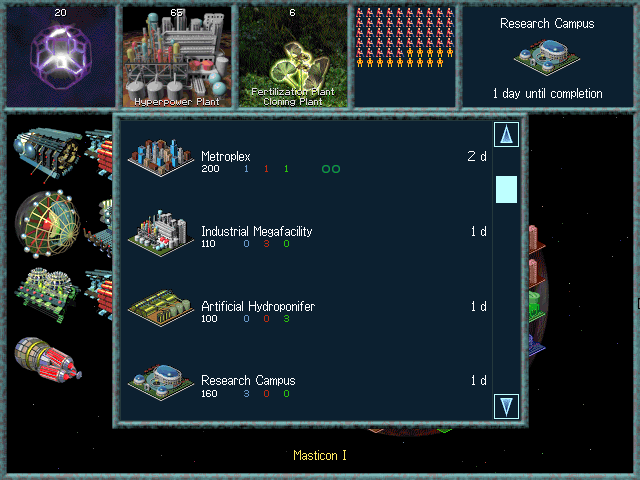 20
65
6
Hyperpower Plant
Fertilization Plant
Cloning Plant
Research Campus
1 day until completion
Metroplex 2 d
200 1 1 1
Industrial Megafacility 1 d
110 0 3 0
Artificial Hydroponifer 1 d
100 0 0 3
Research Campus 1 d
160 3 0 0
Masticon I